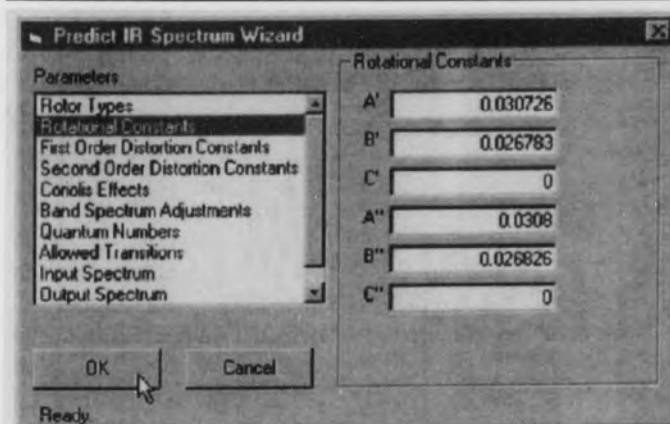 Predict IR Spectrum Wizard
Parameters
Rotor Types
Rotational Constants
First Order Distortion Constants
Second Order Distortion Constants
Coriolis Effects
Band Spectrum Adjustments
Quantum Numbers
Allowed Transitions
Input Spectrum
Output Spectrum
OK
Cancel
Ready.
Rotational Constants
A' 0.030726
B' 0.026783
C' 0
A" 0.0308
B" 0.026826
C" 0